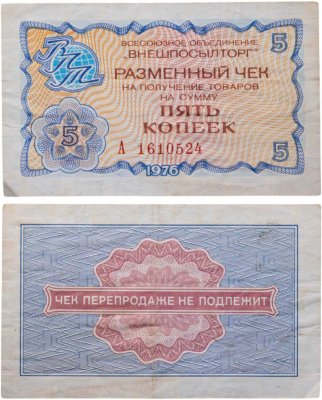 ВПТ
5
ВСЕСОЮЗНОЕ ОБЪЕДИНЕНИЕ
"ВНЕШПОСЫЛТОРГ"
РАЗМЕННЫЙ ЧЕК
НА ПОЛУЧЕНИЕ ТОВАРОВ
НА СУММУ
ПЯТЬ
КОПЕЕК
5
А 1610524
5
1976
ЧЕК ПЕРЕПРОДАЖЕ НЕ ПОДЛЕЖИТ